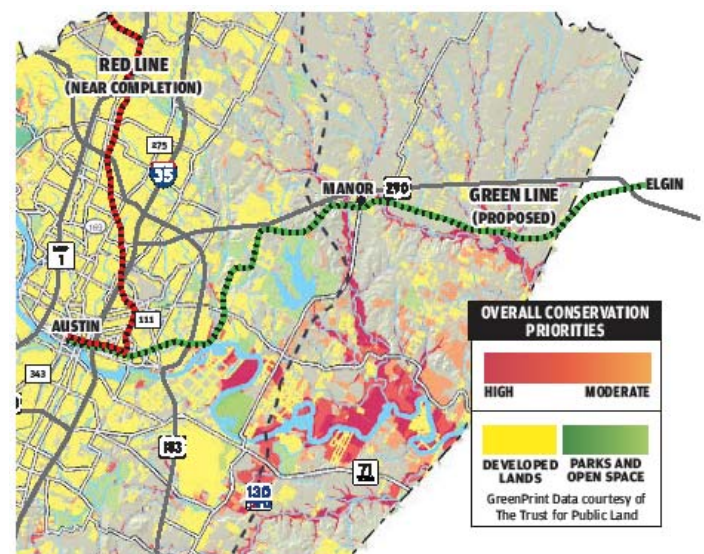 RED LINE
(NEAR COMPLETION)
275
35
MANOR
290
GREEN LINE
(PROPOSED)
ELGIN
1
AUSTIN
111
343
183
71
130
OVERALL CONSERVATION
PRIORITIES
HIGH
MODERATE
DEVELOPED
LANDS
PARKS AND
OPEN SPACE
GreenPrint Data courtesy of
The Trust for Public Land